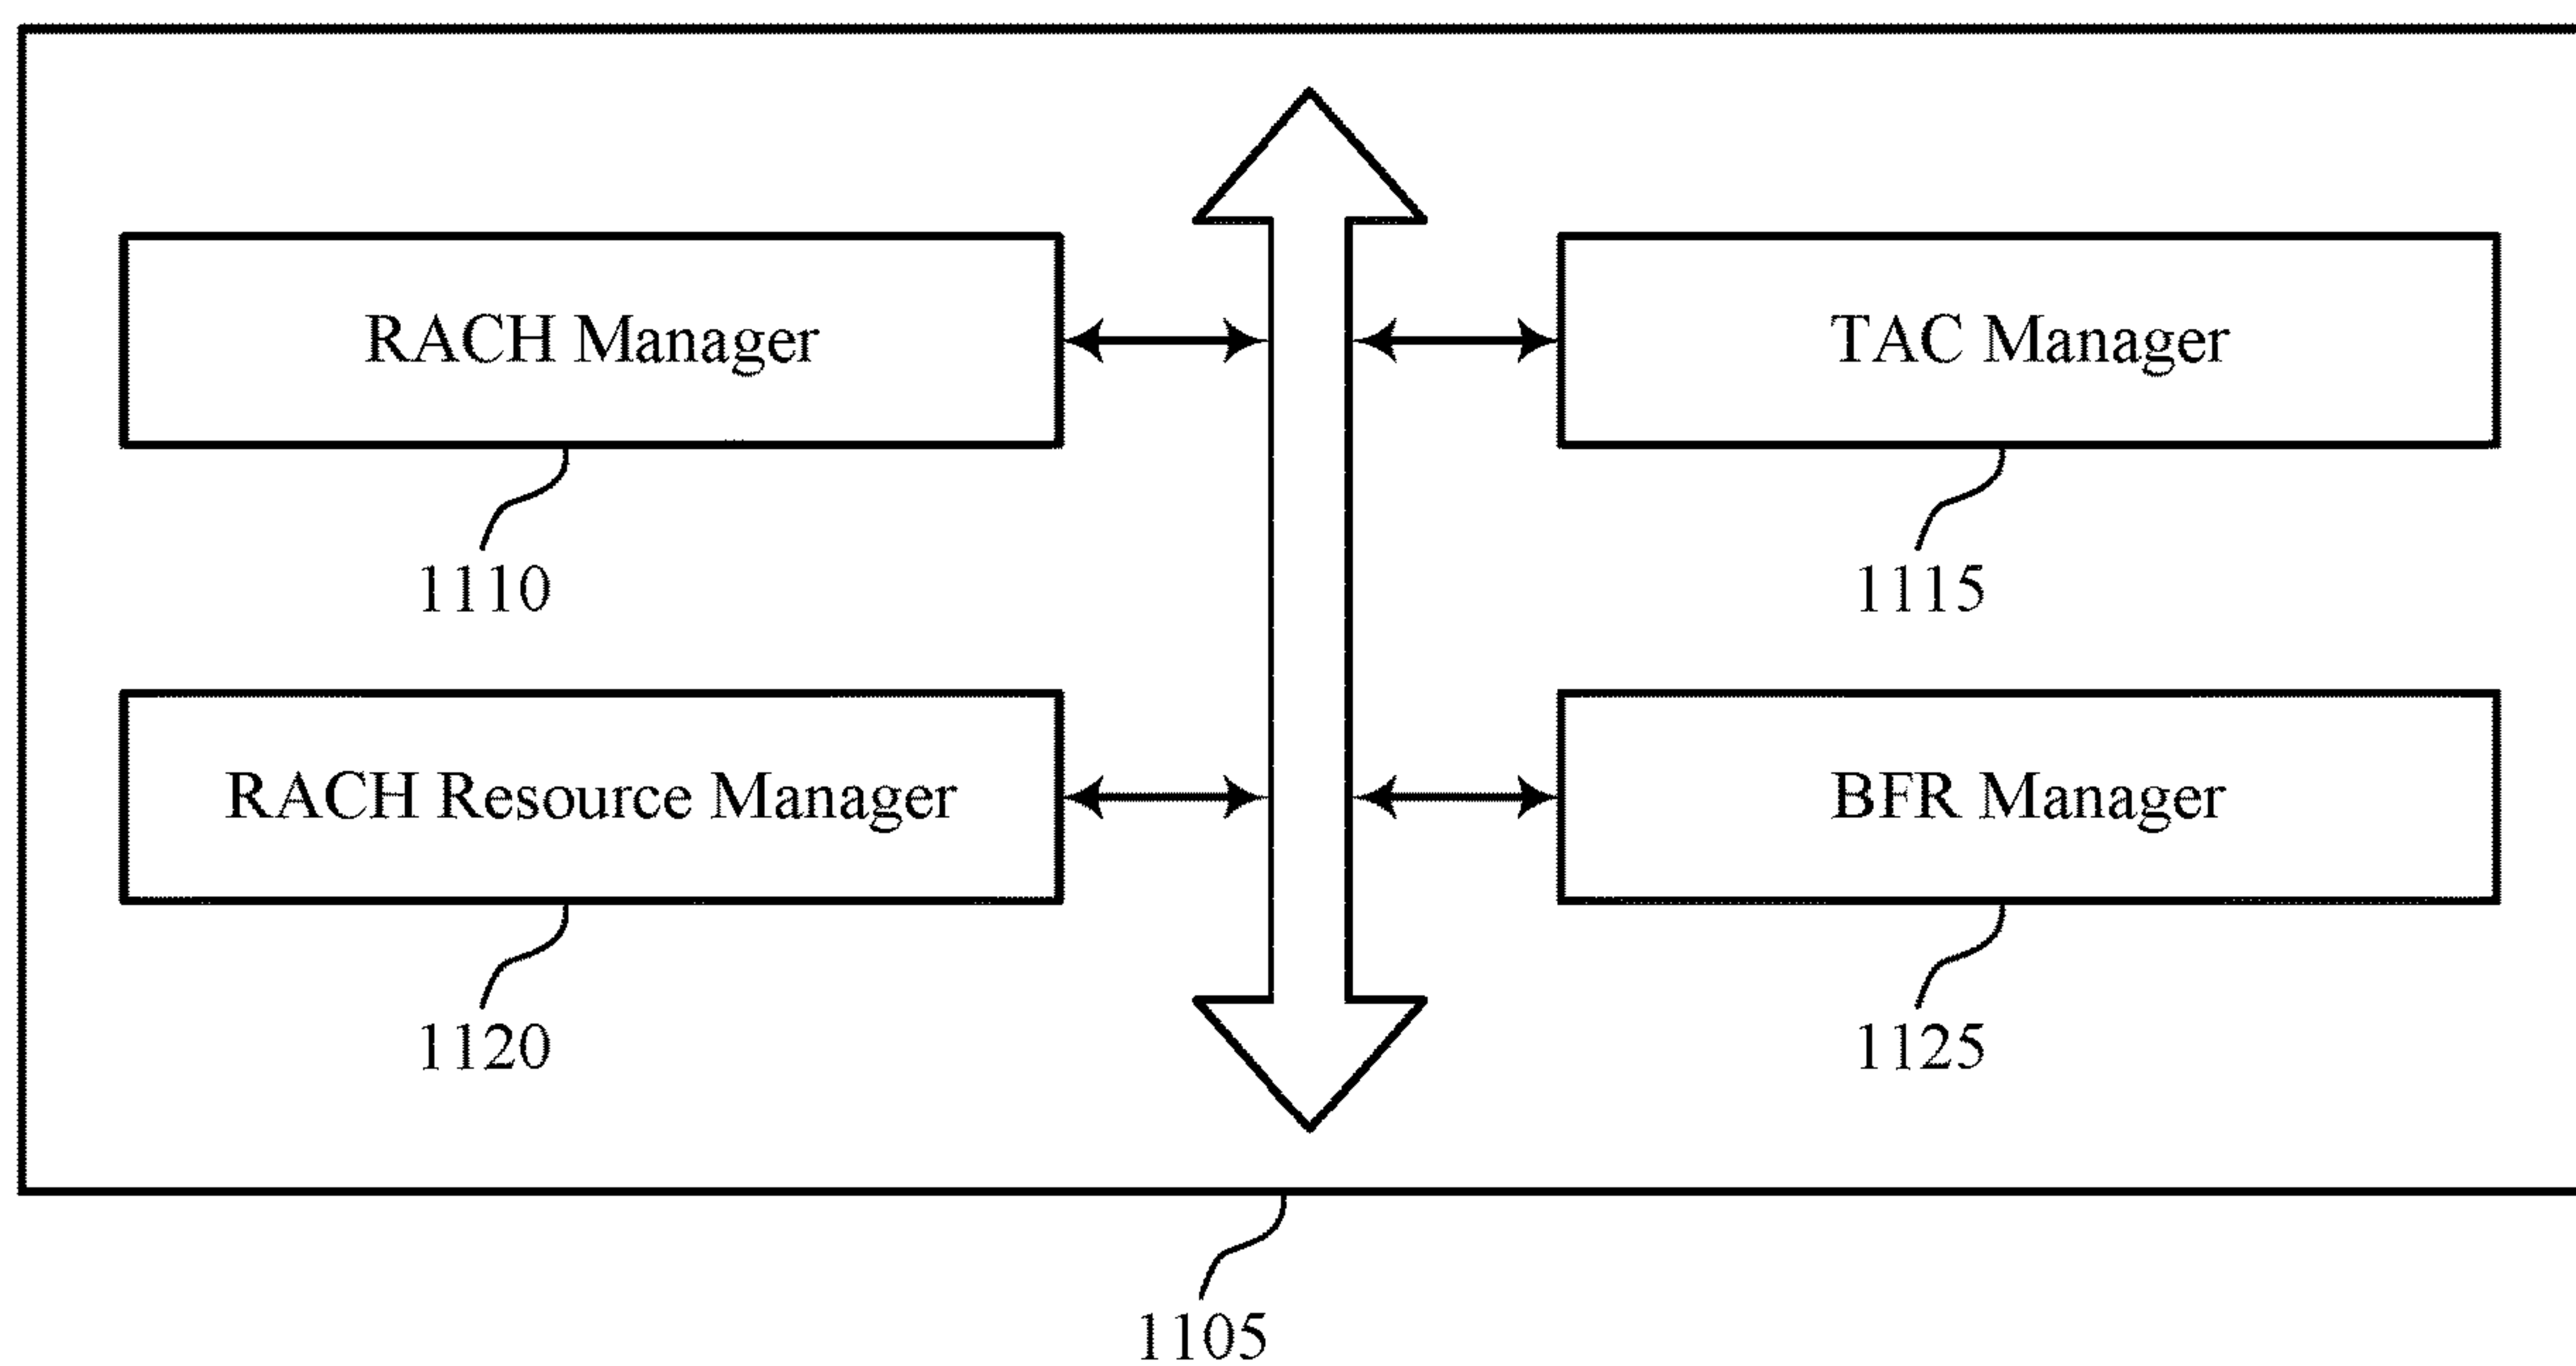 RACH Manager
TAC Manager
1110
1115
RACH Resource Manager
BFR Manager
1120
1125
1105